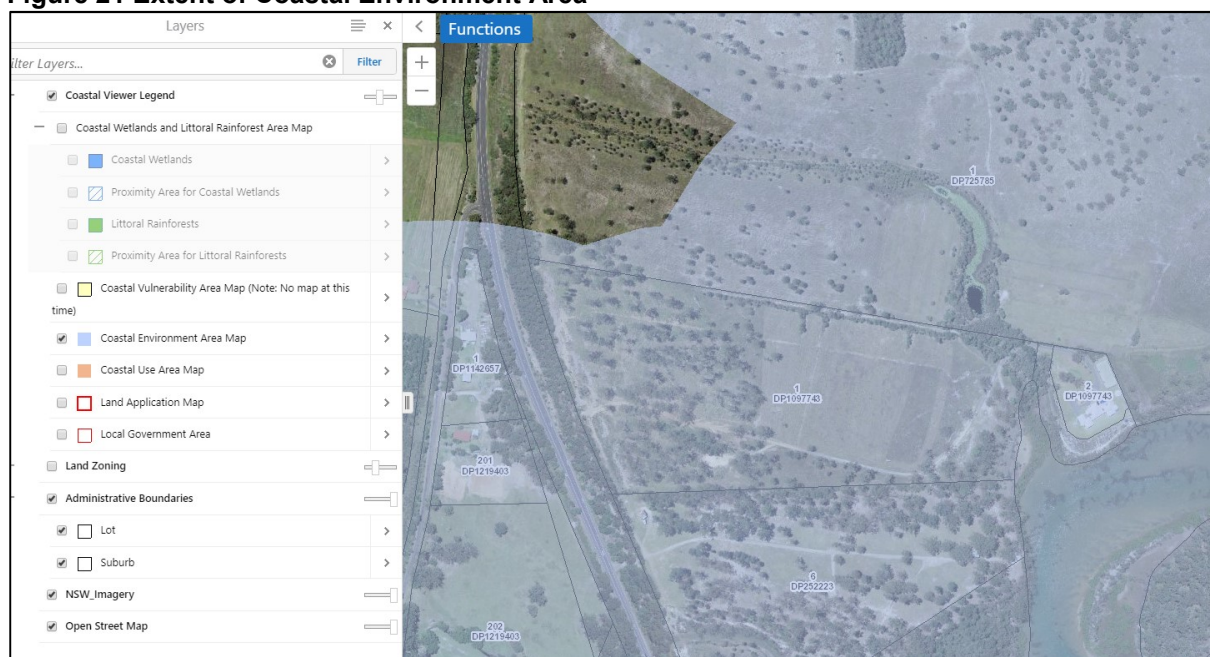 Figure 21 Extent of Coastal Environment Area
Layers
Functions
ilter Layers...
Filter
Coastal Viewer Legend
Coastal Wetlands and Littoral Rainforest Area Map
Coastal Wetlands
Proximity Area for Coastal Wetlands
Littoral Rainforests
Proximity Area for Littoral Rainforests
Coastal Vulnerability Area Map (Note: No map at this
time)
Coastal Environment Area Map
Coastal Use Area Map
Land Application Map
Local Government Area
Land Zoning
Administrative Boundaries
Lot
Suburb
NSW_Imagery
Open Street Map
1
DP725785
1
DP1142657
1
DP1097743
2
DP1097743
201
DP1219403
6
DP252223
202
DP1219403